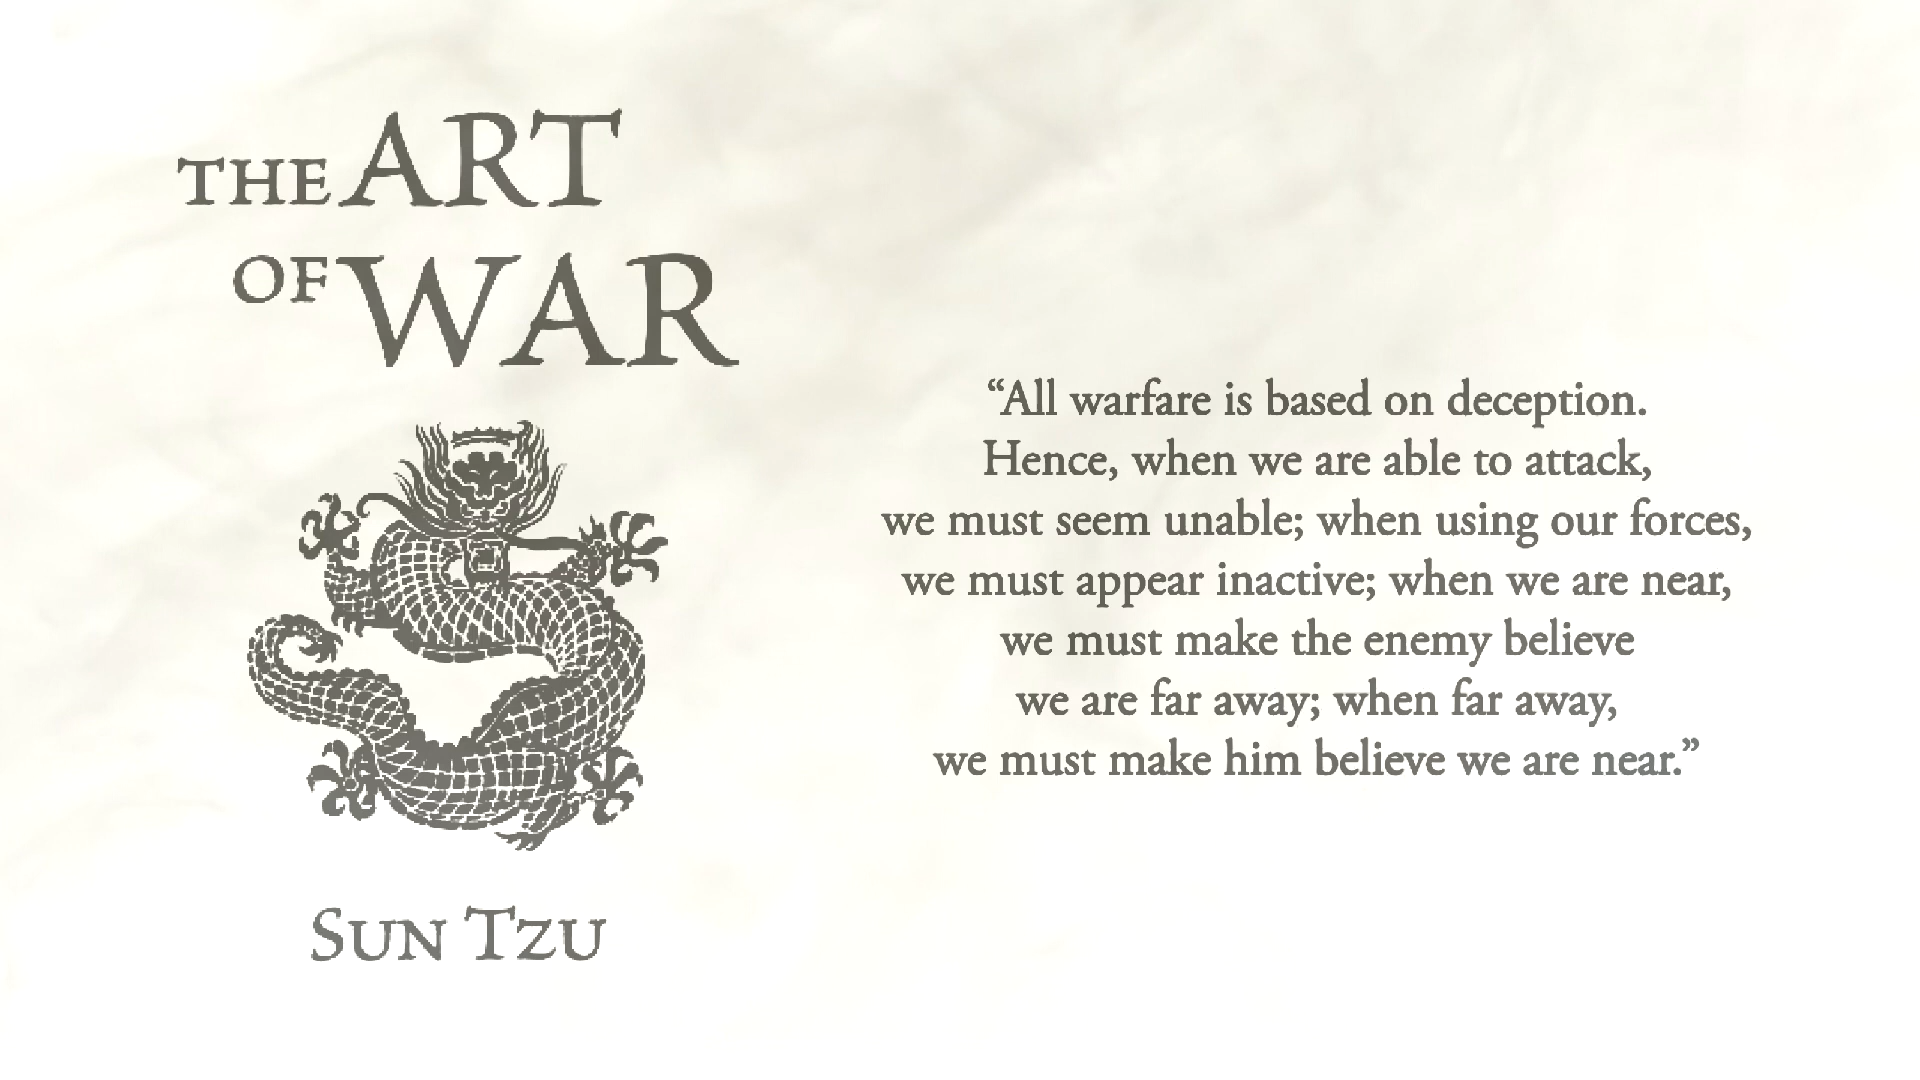 THE ART
OF WAR
SUN TZU
“All warfare is based on deception.
Hence, when we are able to attack,
we must seem unable; when using our forces,
we must appear inactive; when we are near,
we must make the enemy believe
we are far away; when far away,
we must make him believe we are near.”